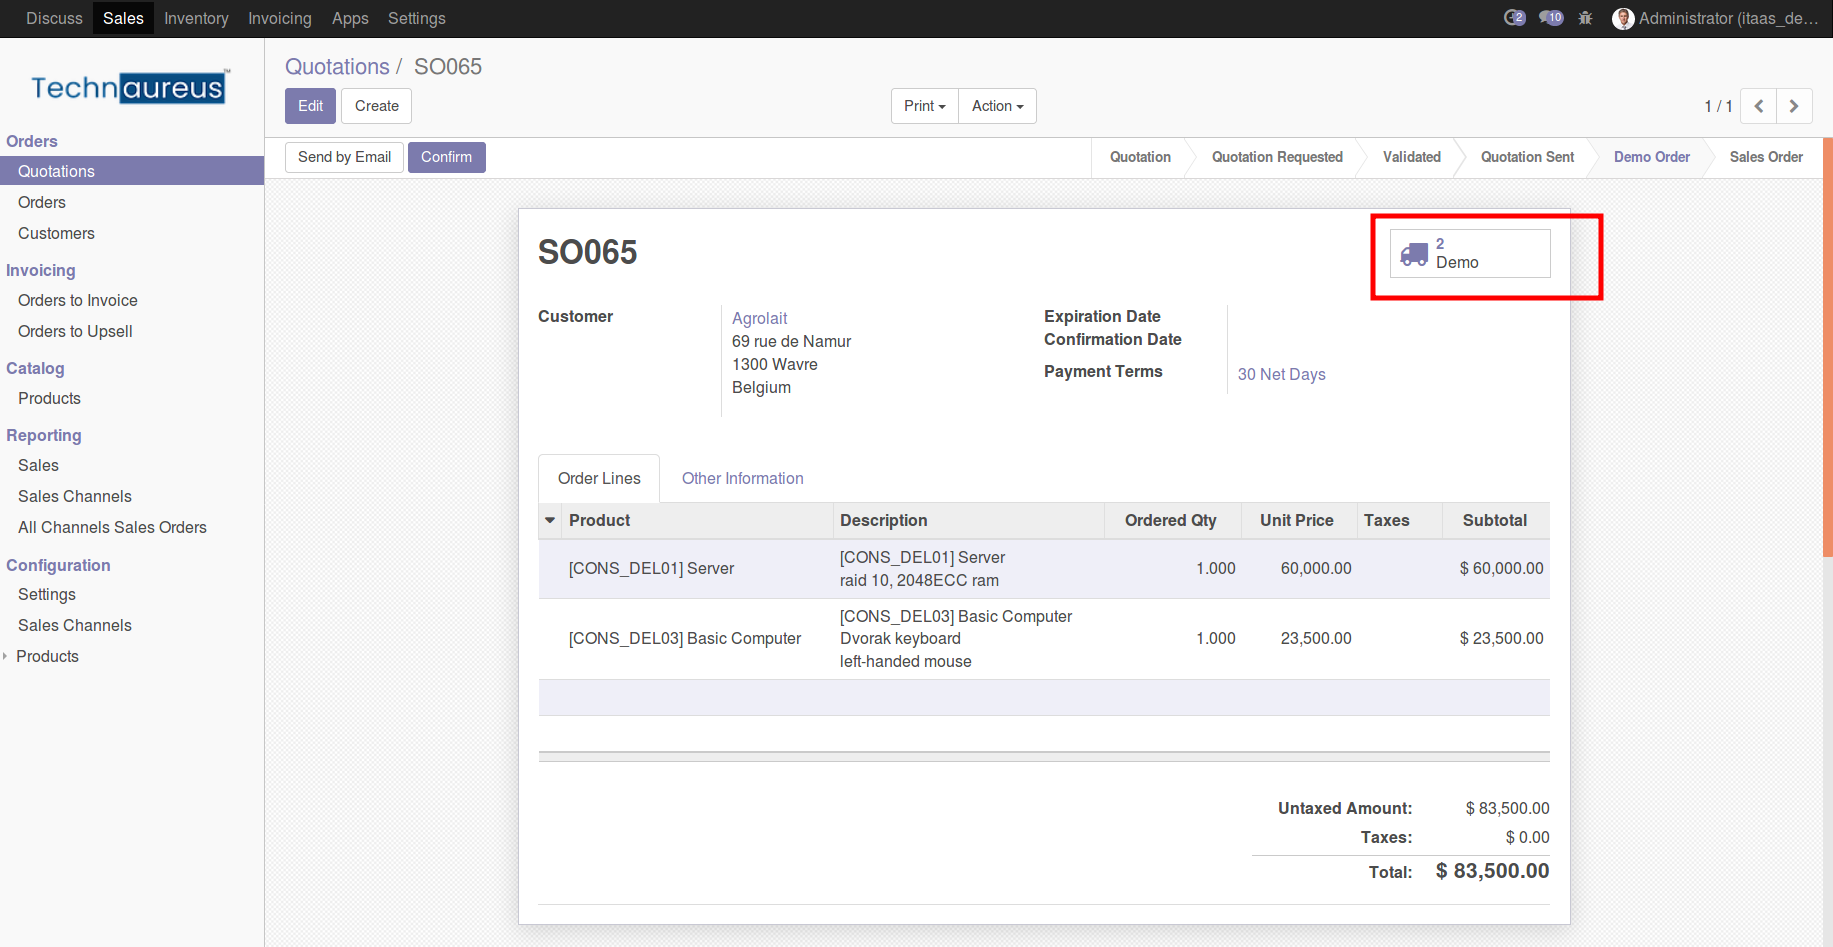 Discuss Sales Inventory Invoicing Apps Settings 2 10 Administrator (itaas_de...
Technaureus™
Orders
Quotations
Orders
Customers
Invoicing
Orders to Invoice
Orders to Upsell
Catalog
Products
Reporting
Sales
Sales Channels
All Channels Sales Orders
Configuration
Settings
Sales Channels
Products
Quotations / SO065
Edit Create Print Action 1 / 1
Send by Email Confirm Quotation Quotation Requested Validated Quotation Sent Demo Order Sales Order
2
Demo
SO065
Customer
Agrolait
69 rue de Namur
1300 Wavre
Belgium
Expiration Date
Confirmation Date
Payment Terms 30 Net Days
Order Lines Other Information
Product Description Ordered Qty Unit Price Taxes Subtotal
[CONS_DEL01] Server
[CONS_DEL01] Server
raid 10, 2048ECC ram
1.000 60,000.00 $ 60,000.00
[CONS_DEL03] Basic Computer
[CONS_DEL03] Basic Computer
Dvorak keyboard
left-handed mouse
1.000 23,500.00 $ 23,500.00
Untaxed Amount: $ 83,500.00
Taxes: $ 0.00
Total: $ 83,500.00